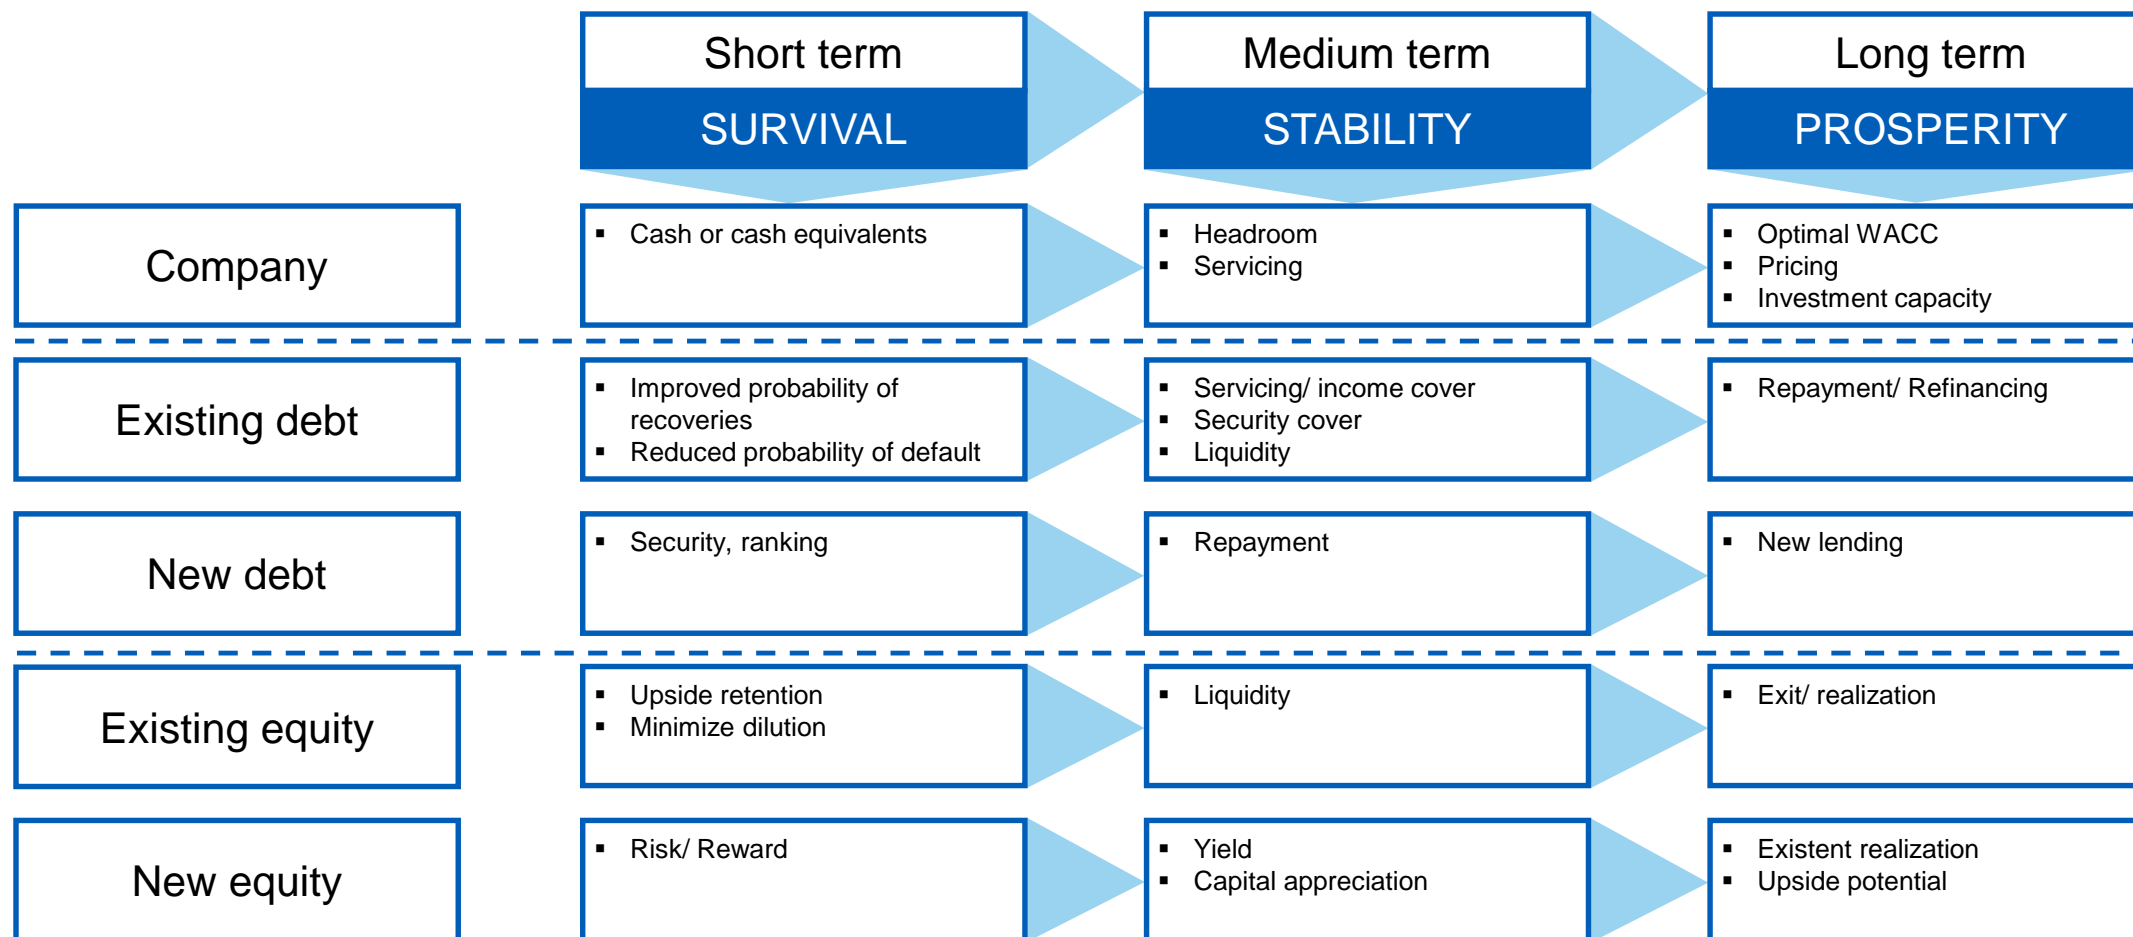 Short term
Medium term
Long term
SURVIVAL
STABILITY
PROSPERITY
Company
▪ Cash or cash equivalents
▪ Headroom
▪ Servicing
▪ Optimal WACC
▪ Pricing
▪ Investment capacity
Existing debt
▪ Improved probability of
recoveries
▪ Reduced probability of default
▪ Servicing/ income cover
▪ Security cover
▪ Liquidity
▪ Repayment/ Refinancing
New debt
▪ Security, ranking
▪ Repayment
▪ New lending
Existing equity
▪ Upside retention
▪ Minimize dilution
▪ Liquidity
▪ Exit/ realization
New equity
▪ Risk/ Reward
▪ Yield
▪ Capital appreciation
▪ Existent realization
▪ Upside potential